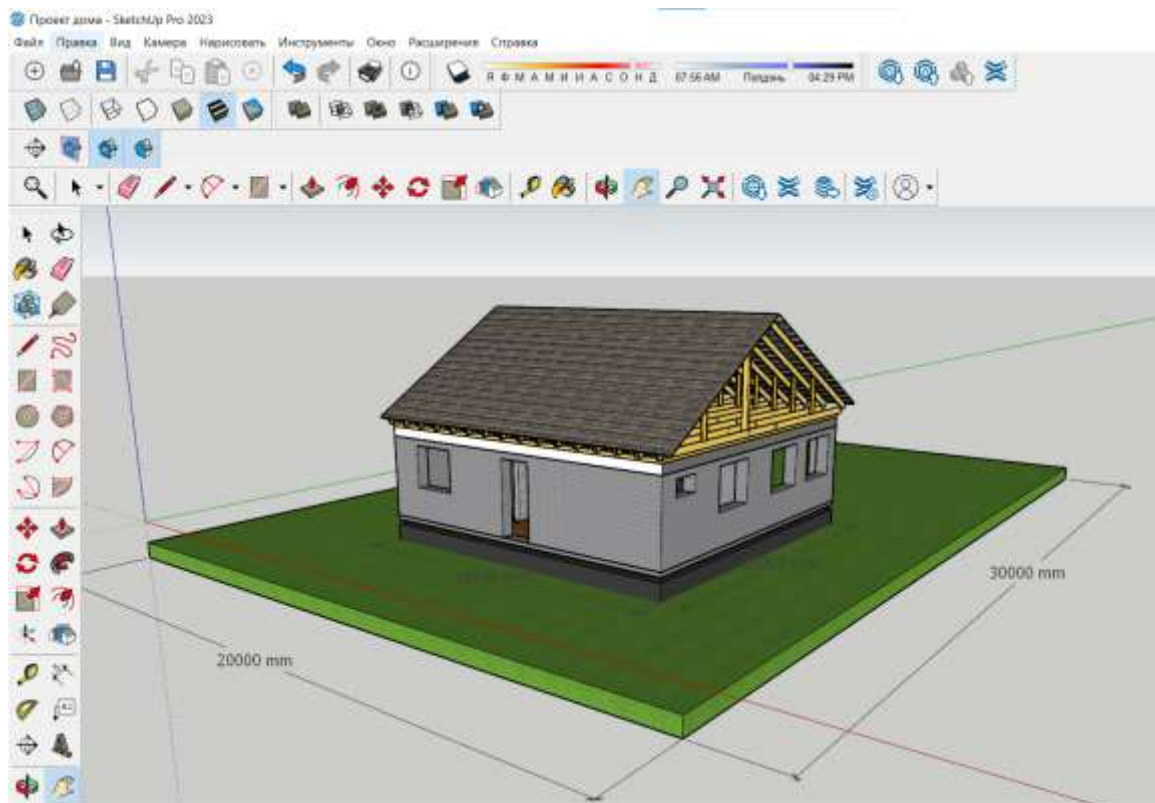 Проект дома - SketchUp Pro 2023
Файл Правка Вид Камера Нарисовать Инструменты Окно Расширения Справка
Я Ф М А М И И А С О Н Д 07:56 AM Полдень 04:29 PM
30000 mm
20000 mm